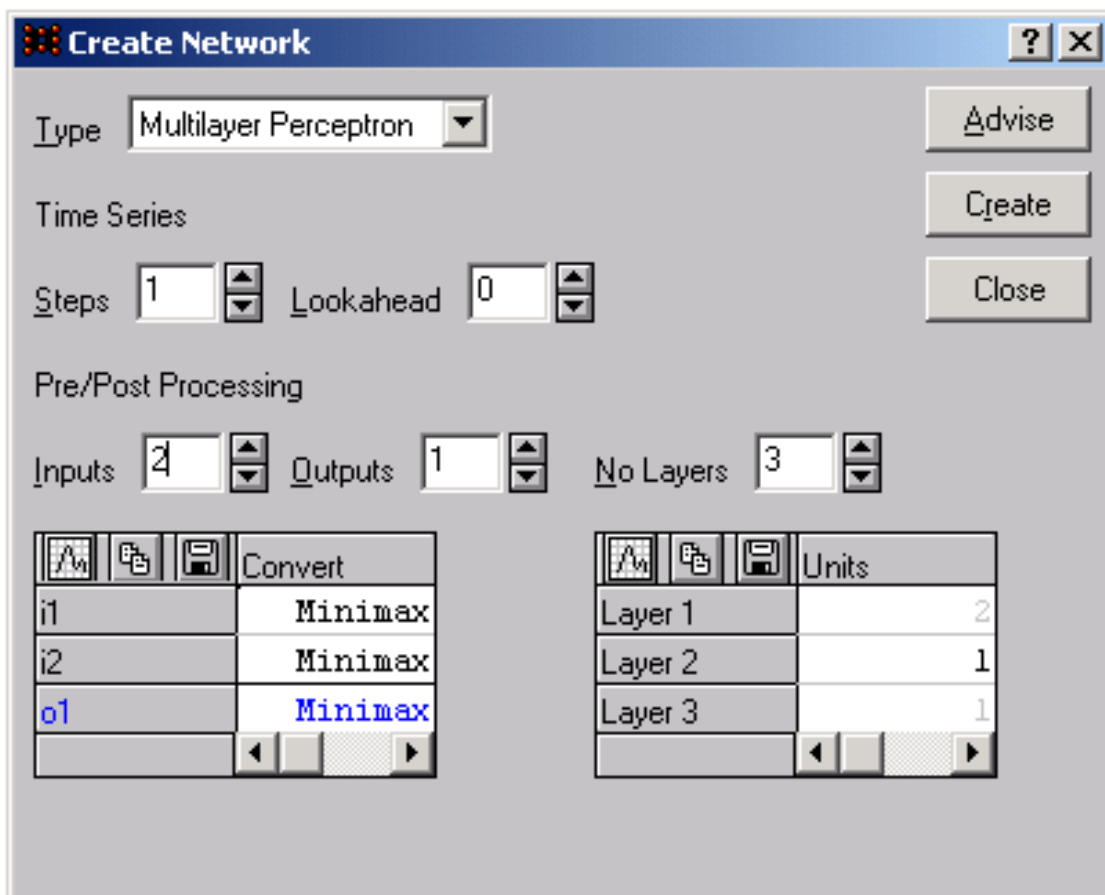 Create Network
Type Multilayer Perceptron Advise
Time Series Create
Steps 1 Lookahead 0 Close
Pre/Post Processing
Inputs 2 Outputs 1 No Layers 3
Convert
i1 Minimax
i2 Minimax
o1 Minimax
Units
Layer 1 2
Layer 2 1
Layer 3 1